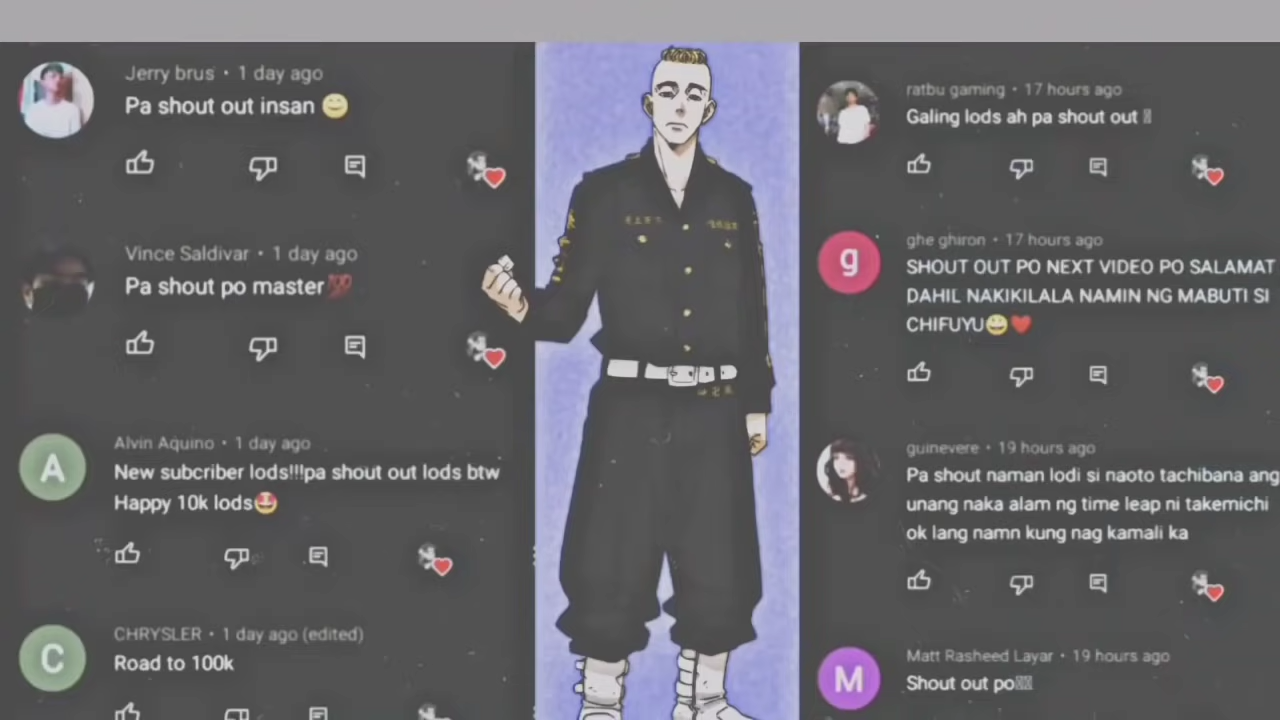 Jerry brus • 1 day ago
Pa shout out insan 😄
Vince Saldivar • 1 day ago
Pa shout po master💯
A
Alvin Aquino • 1 day ago
New subcriber lods!!!pa shout out lods btw
Happy 10k lods🤩
C
CHRYSLER • 1 day ago (edited)
Road to 100k
ratbu gaming • 17 hours ago
Galing lods ah pa shout out
g
ghe ghiron • 17 hours ago
SHOUT OUT PO NEXT VIDEO PO SALAMAT
DAHIL NAKIKILALA NAMIN NG MABUTI SI
CHIFUYU😀❤️
guinevere • 19 hours ago
Pa shout naman lodi si naoto tachibana ang
unang naka alam ng time leap ni takemichi
ok lang namn kung nag kamali ka
M
Matt Rasheed Layar • 19 hours ago
Shout out po